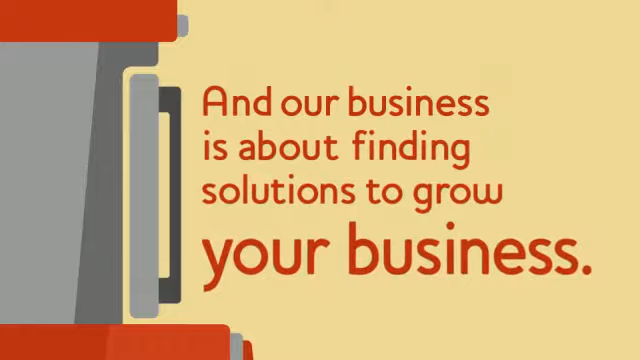 And our business
is about finding
solutions to grow
your business.